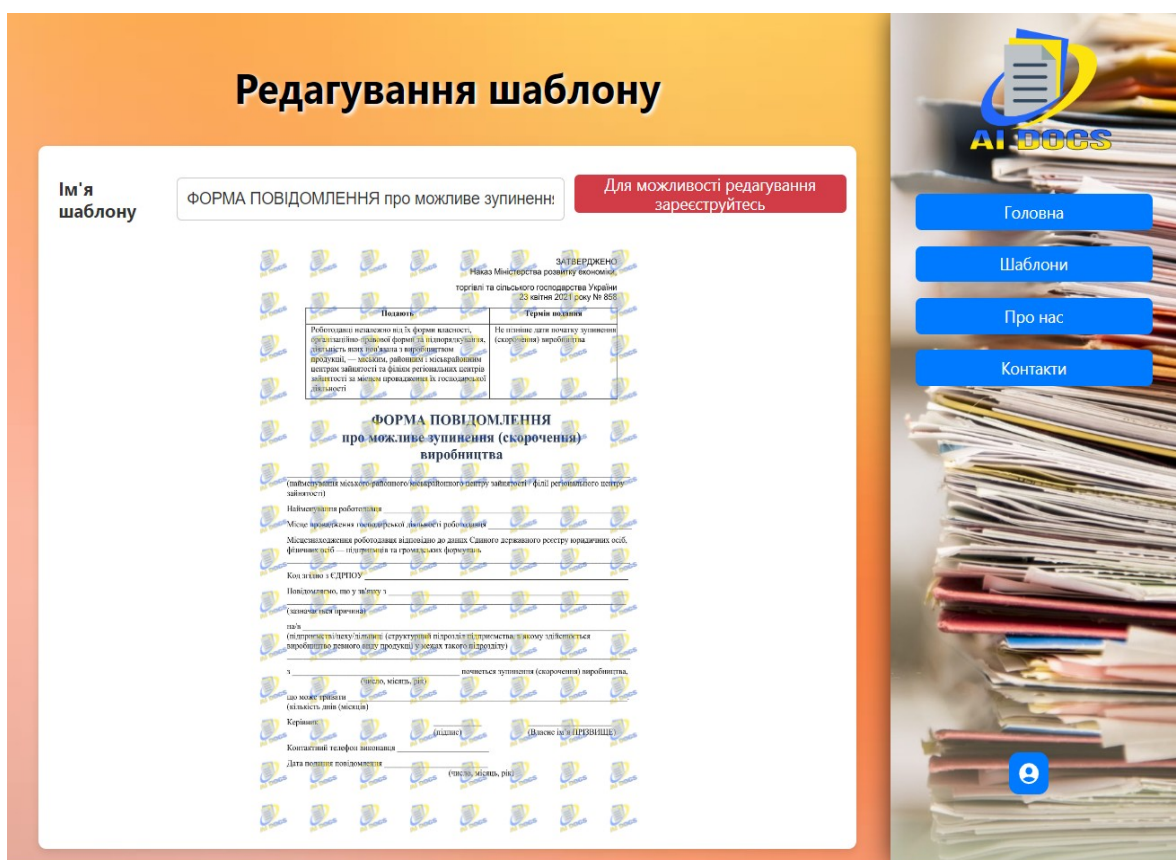 Редагування шаблону
Ім'я
шаблону
ФОРМА ПОВІДОМЛЕННЯ про можливе зупиненн
Для можливості редагування
зареєструйтесь
ЗАТВЕРДЖЕНО
Наказ Міністерства розвитку економіки,
торгівлі та сільського господарства України
23 квітня 2021 року № 858
Подають
Термін подання
Роботодавці незалежно від їх форми власності,
організаційно-правової форми та підпорядкування,
діяльність яких пов'язана з виробництвом
продукції, — міським, районним і міськрайонним
центрам зайнятості та філіям регіональних центрів
зайнятості за місцем провадження їх господарської
діяльності
Не пізніше дати початку зупинення
(скорочення) виробництва
ФОРМА ПОВІДОМЛЕННЯ
про можливе зупинення (скорочення)
виробництва
(найменування міського районного міськрайонного центру зайнятості / філії регіонального центру
зайнятості)
Найменування роботодавця
Місце провадження господарської діяльності роботодавця
Місцезнаходження роботодавця відповідно до даних Єдиного державного реєстру юридичних осіб,
фізичних осіб — підприємців та громадських формувань
Код згідно з ЄДРПОУ
Повідомляємо, що у зв'язку з
(зазначається причина)
на/в
(підприємстві/цеху/дільниці (структурний підрозділ підприємства, в якому здійснюється
виробництво певного виду продукції у межах такого підрозділу)
з почнеться зупинення (скорочення) виробництва,
(число, місяць, рік)
що може тривати
(кількість днів (місяців)
Керівник
(підпис) (Власне ім'я ПРІЗВИЩЕ)
Контактний телефон виконавця
Дата подання повідомлення
(число, місяць, рік)
AI DOCS
Головна
Шаблони
Про нас
Контакти